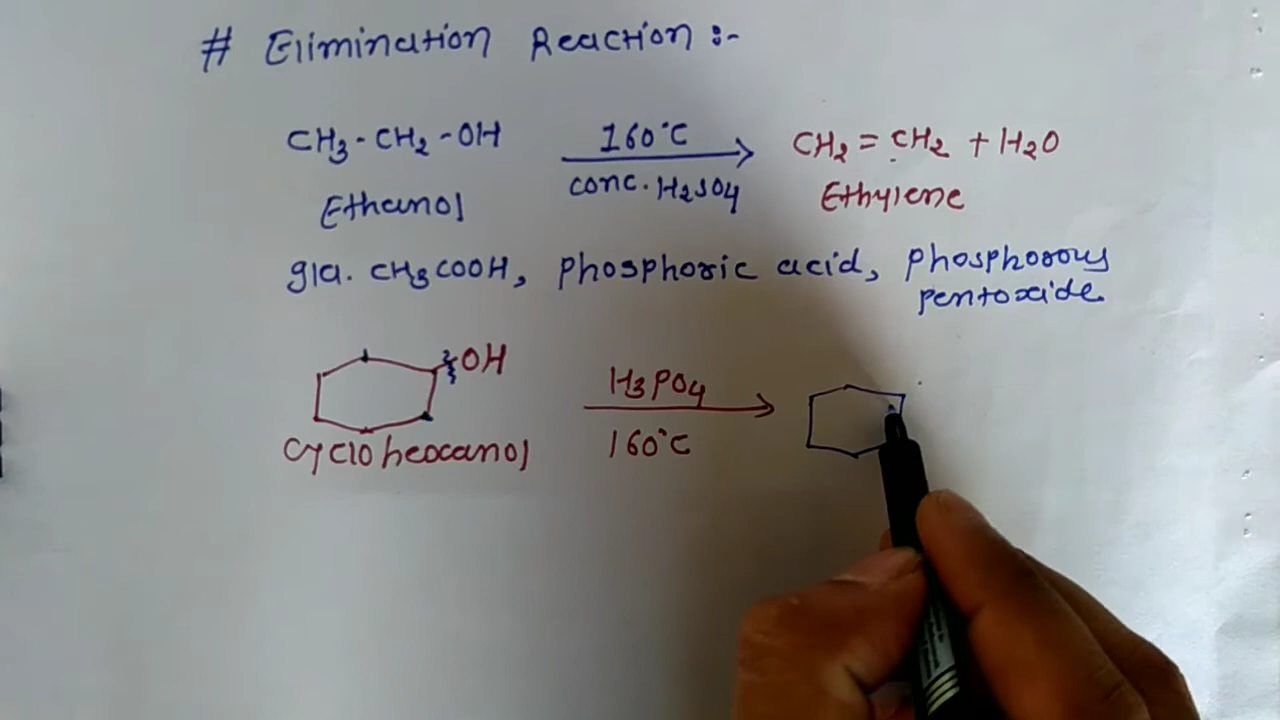 # Elimination Reaction :-
CH3 - CH2 - OH 160°C conc. H2SO4 CH2 = CH2 + H2O
Ethanol Ethylene
gla. CH3COOH, phosphoric acid, phosphorous
pentoxide
OH H3PO4
cyclohexanol 160°C